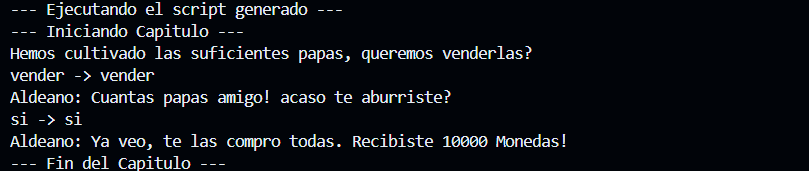 --- Ejecutando el script generado ---
--- Iniciando Capitulo ---
Hemos cultivado las suficientes papas, queremos venderlas?
vender -> vender
Aldeano: Cuantas papas amigo! acaso te aburriste?
si -> si
Aldeano: Ya veo, te las compro todas. Recibiste 10000 Monedas!
--- Fin del Capitulo ---